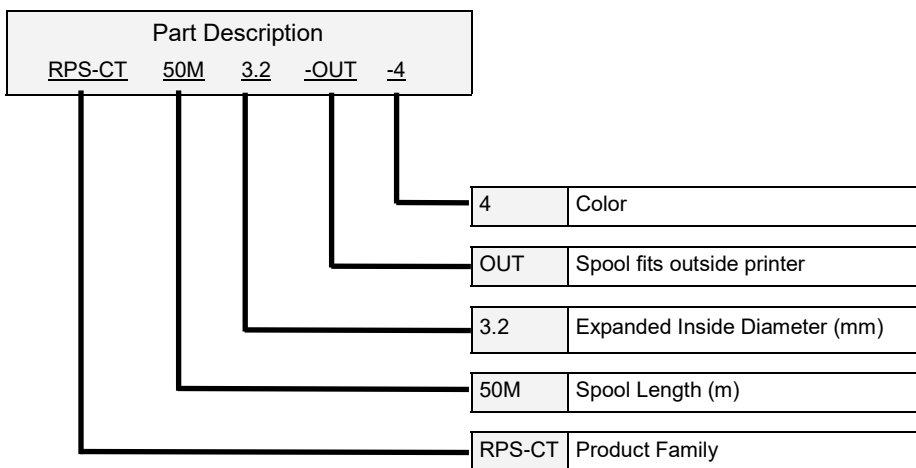 Part Description
RPS-CT 50M 3.2 -OUT -4
4 Color
OUT Spool fits outside printer
3.2 Expanded Inside Diameter (mm)
50M Spool Length (m)
RPS-CT Product Family